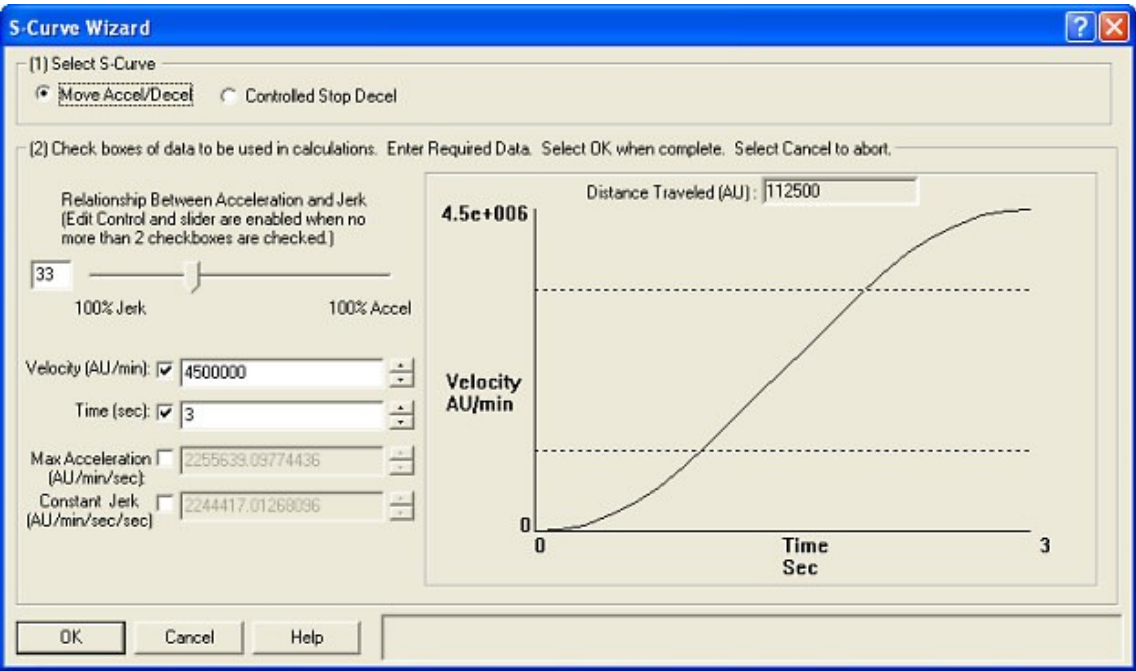 S-Curve Wizard
(1) Select S-Curve
Move Accel/Decel
Controlled Stop Decel
(2) Check boxes of data to be used in calculations. Enter Required Data. Select OK when complete. Select Cancel to abort.
Relationship Between Acceleration and Jerk
(Edit Control and slider are enabled when no
more than 2 checkboxes are checked.)
33
100% Jerk
100% Accel
Velocity (AU/min):
4500000
Time (sec):
3
Max Acceleration
(AU/min/sec):
2255639.09774436
Constant Jerk
(AU/min/sec/sec)
2244417.01268096
Distance Traveled (AU) :
112500
4.5e+006
Velocity
AU/min
0
0
Time
Sec
3
OK
Cancel
Help